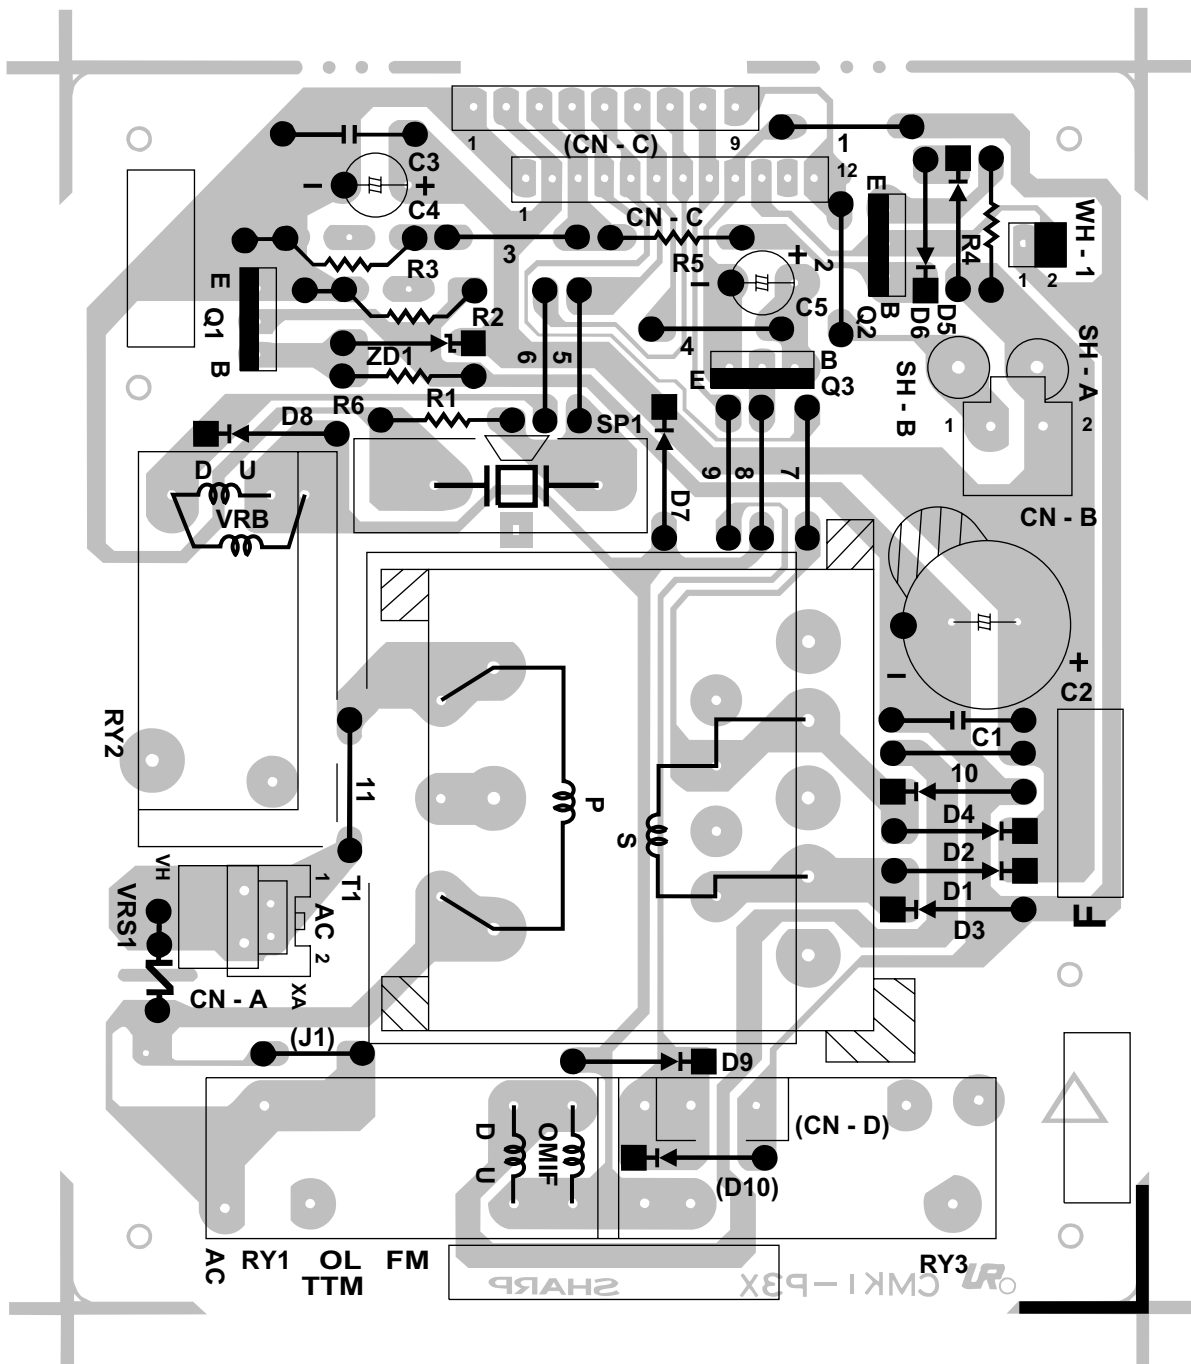 1
(CN - C)
9
1
12
C3
1
CN - C
C4
E
3
R5
2
R4
WH - 1
1 2
E
R3
Q1
R2
C5
B
Q2
D6
D5
4
ZD1
6
5
B
B
E
Q3
SH - B
SH - A
R1
R6
D8
SP1
1
2
D U
VRB
D7
9
8
7
CN - B
C2
RY2
C1
11
10
P
S
D4
D2
VH
1
VRS1
T1
AC
D1
D3
F
2
XA
CN - A
(J1)
D9
D U
OMIF
(CN - D)
(D10)
AC
RY1
OL
FM
TTM
RY3
SHARP
CMK1-P3X
UR